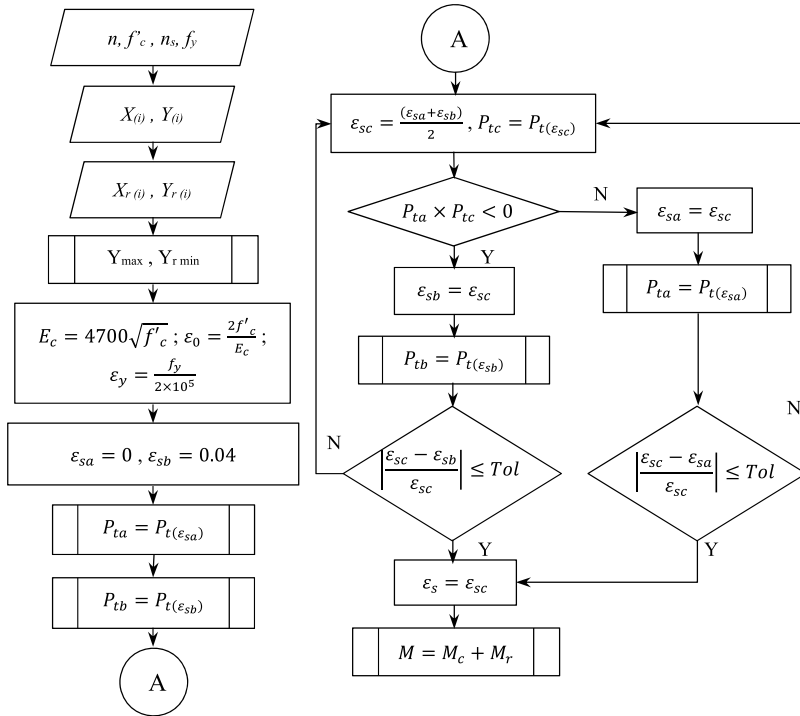 n, f'c , ns, fy
X(i) , Y(i)
Xr (i) , Yr (i)
Ymax , Yr min
Ec = 4700√f'c ; ε0 = 2f'c/Ec ;
εy = fy/2×10⁵
εsa = 0 , εsb = 0.04
Pta = Pt(εsa)
Ptb = Pt(εsb)
A
A
εsc = (εsa+εsb)/2 , Ptc = Pt(εsc)
Pta × Ptc < 0
N
εsa = εsc
Y
εsb = εsc
Pta = Pt(εsa)
Ptb = Pt(εsb)
N
|εsc − εsb/εsc| ≤ Tol
N
|εsc − εsa/εsc| ≤ Tol
Y
Y
εs = εsc
M = Mc + Mr